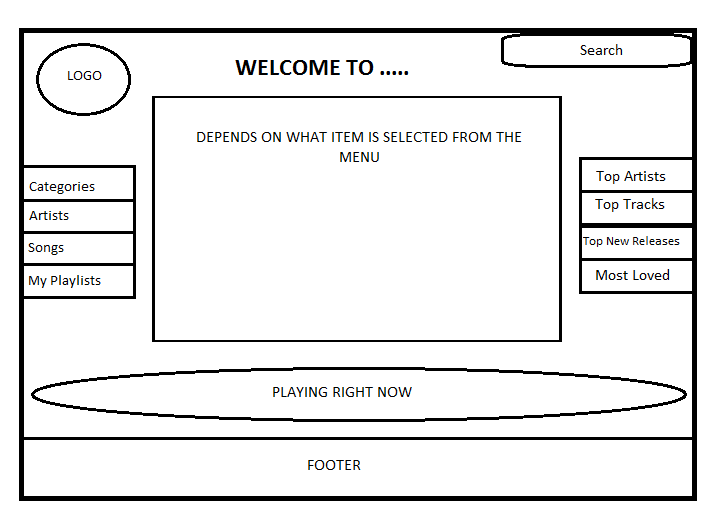 LOGO
WELCOME TO .....
Search
DEPENDS ON WHAT ITEM IS SELECTED FROM THE
MENU
Categories
Artists
Songs
My Playlists
Top Artists
Top Tracks
Top New Releases
Most Loved
PLAYING RIGHT NOW
FOOTER